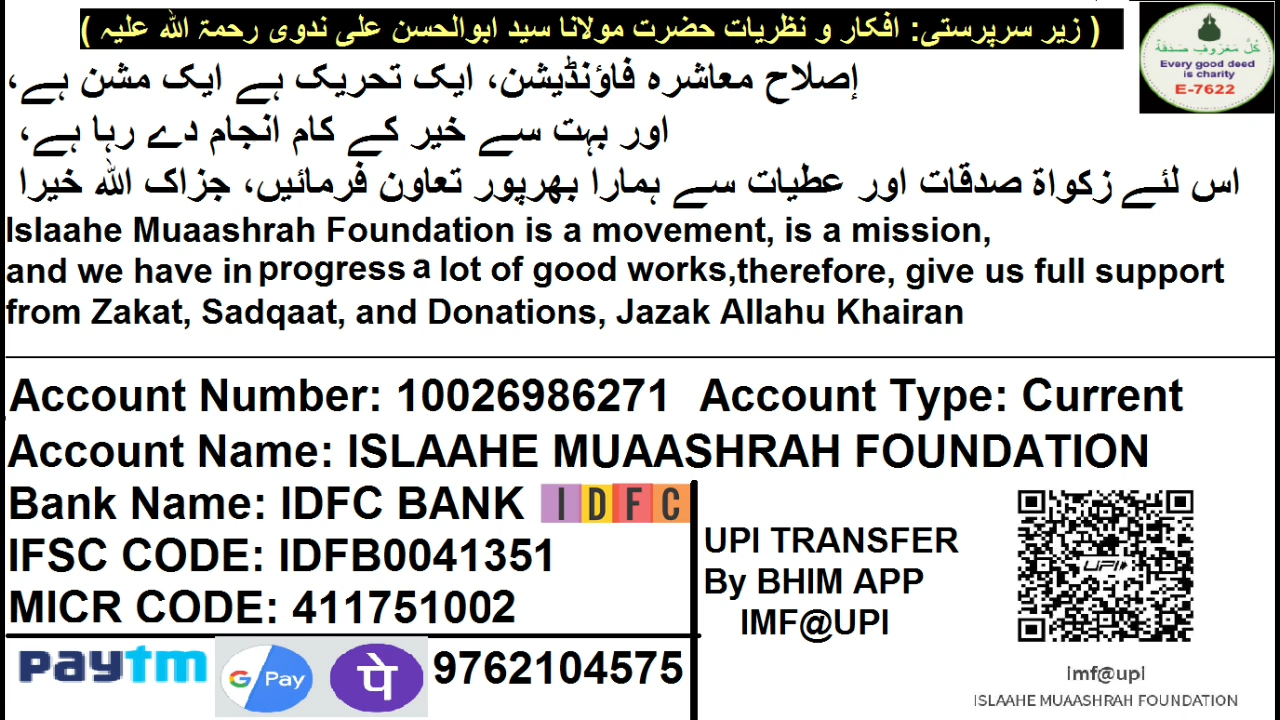 ( زیر سرپرستی: افکار و نظریات حضرت مولانا سید ابوالحسن علی ندوی رحمۃ اللہ علیہ )
كُلُّ مَعْرُوفٍ صَدَقَةٌ
Every good deed
is charity
E-7622
إصلاح معاشرہ فاؤنڈیشن، ایک تحریک ہے ایک مشن ہے،
اور بہت سے خیر کے کام انجام دے رہا ہے،
اس لئے زکواۃ صدقات اور عطیات سے ہمارا بھرپور تعاون فرمائیں، جزاک اللہ خیرا
Islaahe Muaashrah Foundation is a movement, is a mission,
and we have in progress a lot of good works,therefore, give us full support
from Zakat, Sadqaat, and Donations, Jazak Allahu Khairan
Account Number: 10026986271 Account Type: Current
Account Name: ISLAAHE MUAASHRAH FOUNDATION
Bank Name: IDFC BANK IDFC
IFSC CODE: IDFB0041351
MICR CODE: 411751002
paytm G Pay पे 9762104575
UPI TRANSFER
By BHIM APP
IMF@UPI
UPI
imf@upi
ISLAAHE MUAASHRAH FOUNDATION